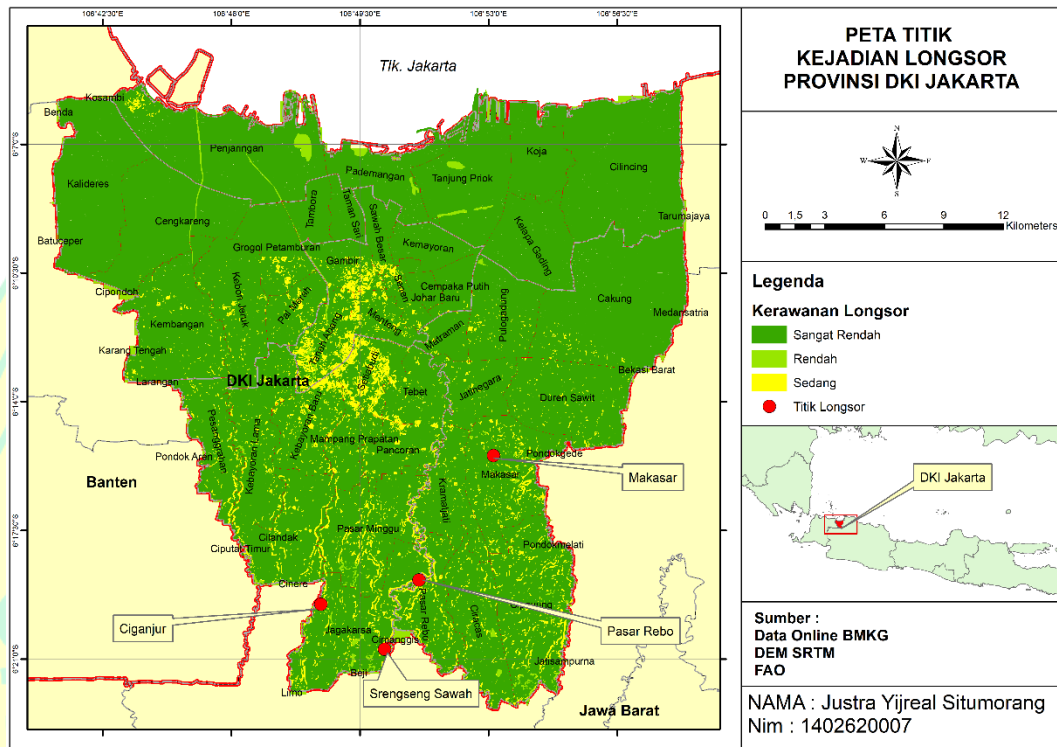 106°42'30"E
106°46'0"E
106°49'30"E
106°53'0"E
106°56'30"E
Tlk. Jakarta
Kosambi
Benda
Penjaringan
Koja
Cilincing
Pademangan
Tanjung Priok
Kalideres
Tambora
Taman Sari
Sawah Besar
Cengkareng
Tarumajaya
Batuceper
Grogol Patamburan
Kemayoran
Kelapa Gading
Gambir
Senen
Cempaka Putih
Johar Baru
Cipondoh
Kebon Jeruk
Pal Merah
Cakung
Pulogadung
Medansatria
Kembangan
Tanah Abang
Menteng
Matraman
Karang Tengah
Setiabudi
Bekasi Barat
Larangan
DKI Jakarta
Tebet
Jatinegara
Duren Sawit
Kebayoran Baru
Pesanggrahan
Kebayoran Lama
Mampang Prapatan
Pancoran
Pondok Aren
Pondokgede
Makasar
Makasar
Banten
Kramatjati
Pasar Minggu
Cilandak
Ciputat Timur
Pondokmelati
Cinere
Pasar Rebo
Ciracas
Ciganjur
Jagakarsa
Cimanggis
Pasar Rebo
Beji
Jatisampurna
Limo
Srengseng Sawah
Jawa Barat
PETA TITIK
KEJADIAN LONGSOR
PROVINSI DKI JAKARTA
N
W
E
S
0 1.5 3 6 9 12
Kilometers
Legenda
Kerawanan Longsor
Sangat Rendah
Rendah
Sedang
Titik Longsor
DKI Jakarta
Sumber :
Data Online BMKG
DEM SRTM
FAO
NAMA : Justra Yijreal Situmorang
Nim : 1402620007